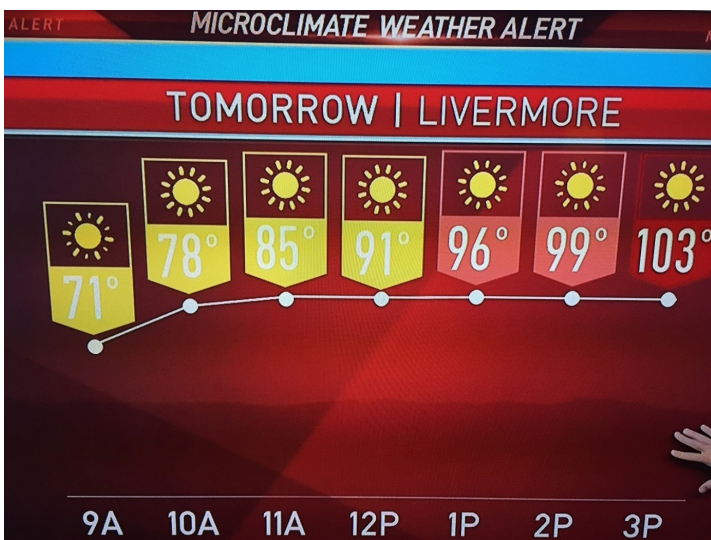 ALERT
MICROCLIMATE WEATHER ALERT
TOMORROW | LIVERMORE
71°
78°
85°
91°
96°
99°
103°
9A 10A 11A 12P 1P 2P 3P